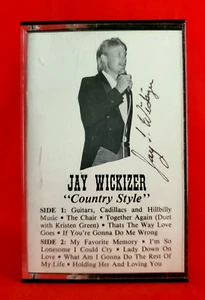 Jay Wickizer
JAY WICKIZER
"Country Style"
SIDE 1: Guitars, Cadillacs and Hillbilly
Music • The Chair • Together Again (Duet
with Kristen Green) • Thats The Way Love
Goes • If You're Gonna Do Me Wrong
SIDE 2: My Favorite Memory • I'm So
Lonesome I Could Cry • Lady Down On
Love • What Am I Gonna Do The Rest Of
My Life • Holding Her And Loving You